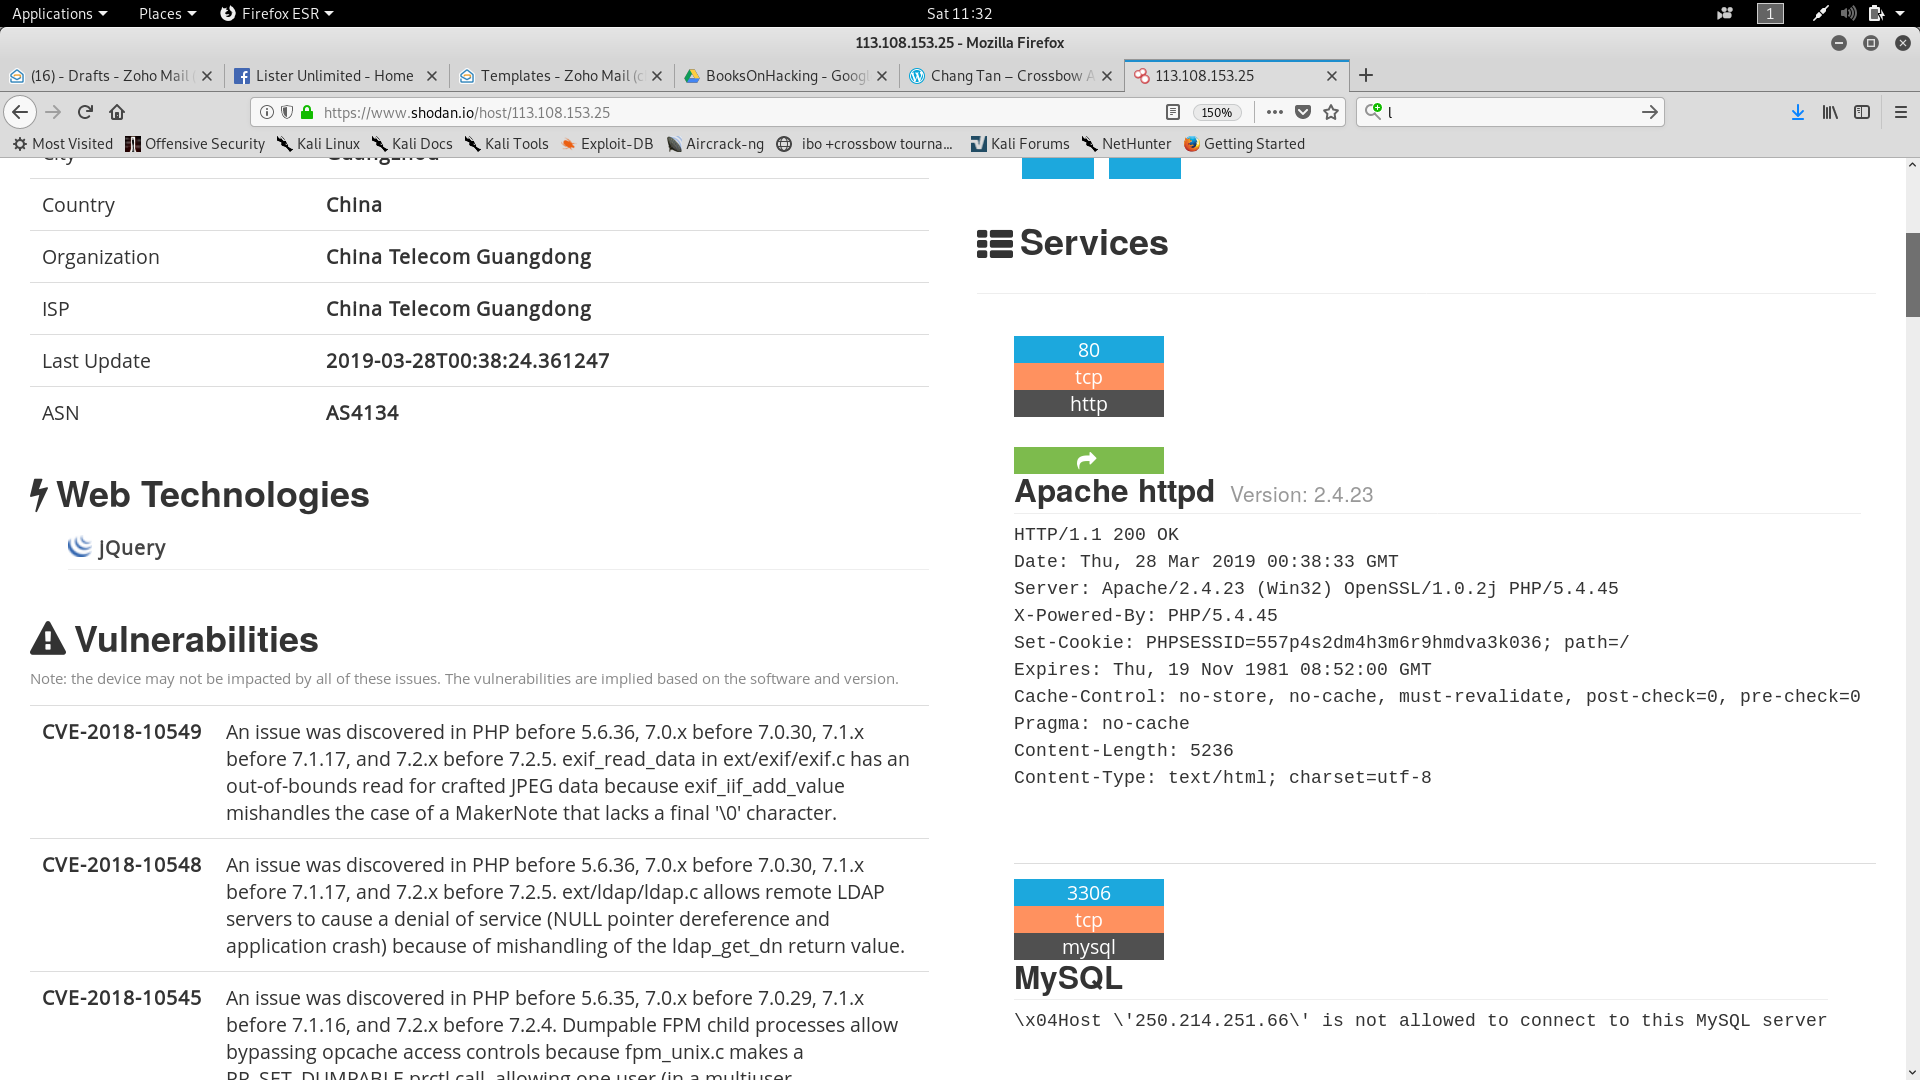 Applications Places Firefox ESR Sat 11:32 1
113.108.153.25 - Mozilla Firefox
(16) - Drafts - Zoho Mail Lister Unlimited - Home Templates - Zoho Mail (c BooksOnHacking - Goog Chang Tan – Crossbow A 113.108.153.25
https://www.shodan.io/host/113.108.153.25 150% l
Most Visited Offensive Security Kali Linux Kali Docs Kali Tools Exploit-DB Aircrack-ng ibo +crossbow tourna... Kali Forums NetHunter Getting Started
City Guangzhou
Country China
Organization China Telecom Guangdong
ISP China Telecom Guangdong
Last Update 2019-03-28T00:38:24.361247
ASN AS4134
Web Technologies
JQuery
Vulnerabilities
Note: the device may not be impacted by all of these issues. The vulnerabilities are implied based on the software and version.
CVE-2018-10549 An issue was discovered in PHP before 5.6.36, 7.0.x before 7.0.30, 7.1.x
before 7.1.17, and 7.2.x before 7.2.5. exif_read_data in ext/exif/exif.c has an
out-of-bounds read for crafted JPEG data because exif_iif_add_value
mishandles the case of a MakerNote that lacks a final '\0' character.
CVE-2018-10548 An issue was discovered in PHP before 5.6.36, 7.0.x before 7.0.30, 7.1.x
before 7.1.17, and 7.2.x before 7.2.5. ext/ldap/ldap.c allows remote LDAP
servers to cause a denial of service (NULL pointer dereference and
application crash) because of mishandling of the ldap_get_dn return value.
CVE-2018-10545 An issue was discovered in PHP before 5.6.35, 7.0.x before 7.0.29, 7.1.x
before 7.1.16, and 7.2.x before 7.2.4. Dumpable FPM child processes allow
bypassing opcache access controls because fpm_unix.c makes a
PR_SET_DUMPABLE prctl call, allowing one user (in a multiuser
Services
80
tcp
http
Apache httpd Version: 2.4.23
HTTP/1.1 200 OK
Date: Thu, 28 Mar 2019 00:38:33 GMT
Server: Apache/2.4.23 (Win32) OpenSSL/1.0.2j PHP/5.4.45
X-Powered-By: PHP/5.4.45
Set-Cookie: PHPSESSID=557p4s2dm4h3m6r9hmdva3k036; path=/
Expires: Thu, 19 Nov 1981 08:52:00 GMT
Cache-Control: no-store, no-cache, must-revalidate, post-check=0, pre-check=0
Pragma: no-cache
Content-Length: 5236
Content-Type: text/html; charset=utf-8
3306
tcp
mysql
MySQL
\x04Host \'250.214.251.66\' is not allowed to connect to this MySQL server